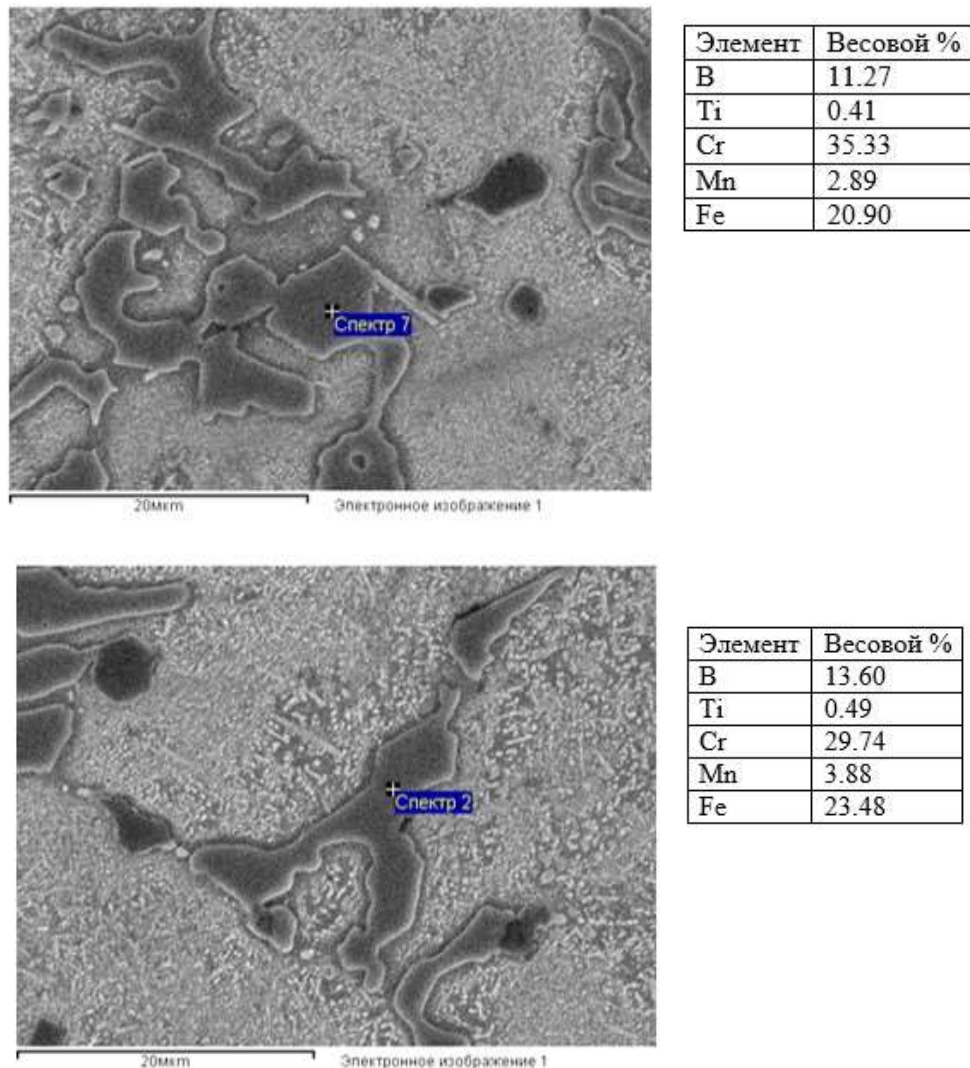 Элемент Весовой %
B 11.27
Ti 0.41
Cr 35.33
Mn 2.89
Fe 20.90
Спектр 7
20мкm Электронное изображение 1
Элемент Весовой %
B 13.60
Ti 0.49
Cr 29.74
Mn 3.88
Fe 23.48
Спектр 2
20мкm Электронное изображение 1